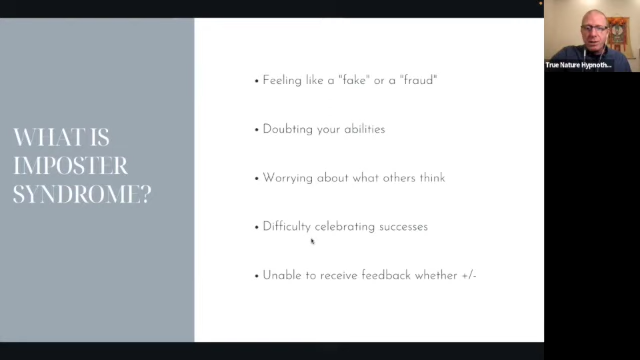 WHAT IS
IMPOSTER
SYNDROME?
• Feeling like a "fake" or a "fraud"
• Doubting your abilities
• Worrying about what others think
• Difficulty celebrating successes
• Unable to receive feedback whether +/-
True Nature Hypnoth...